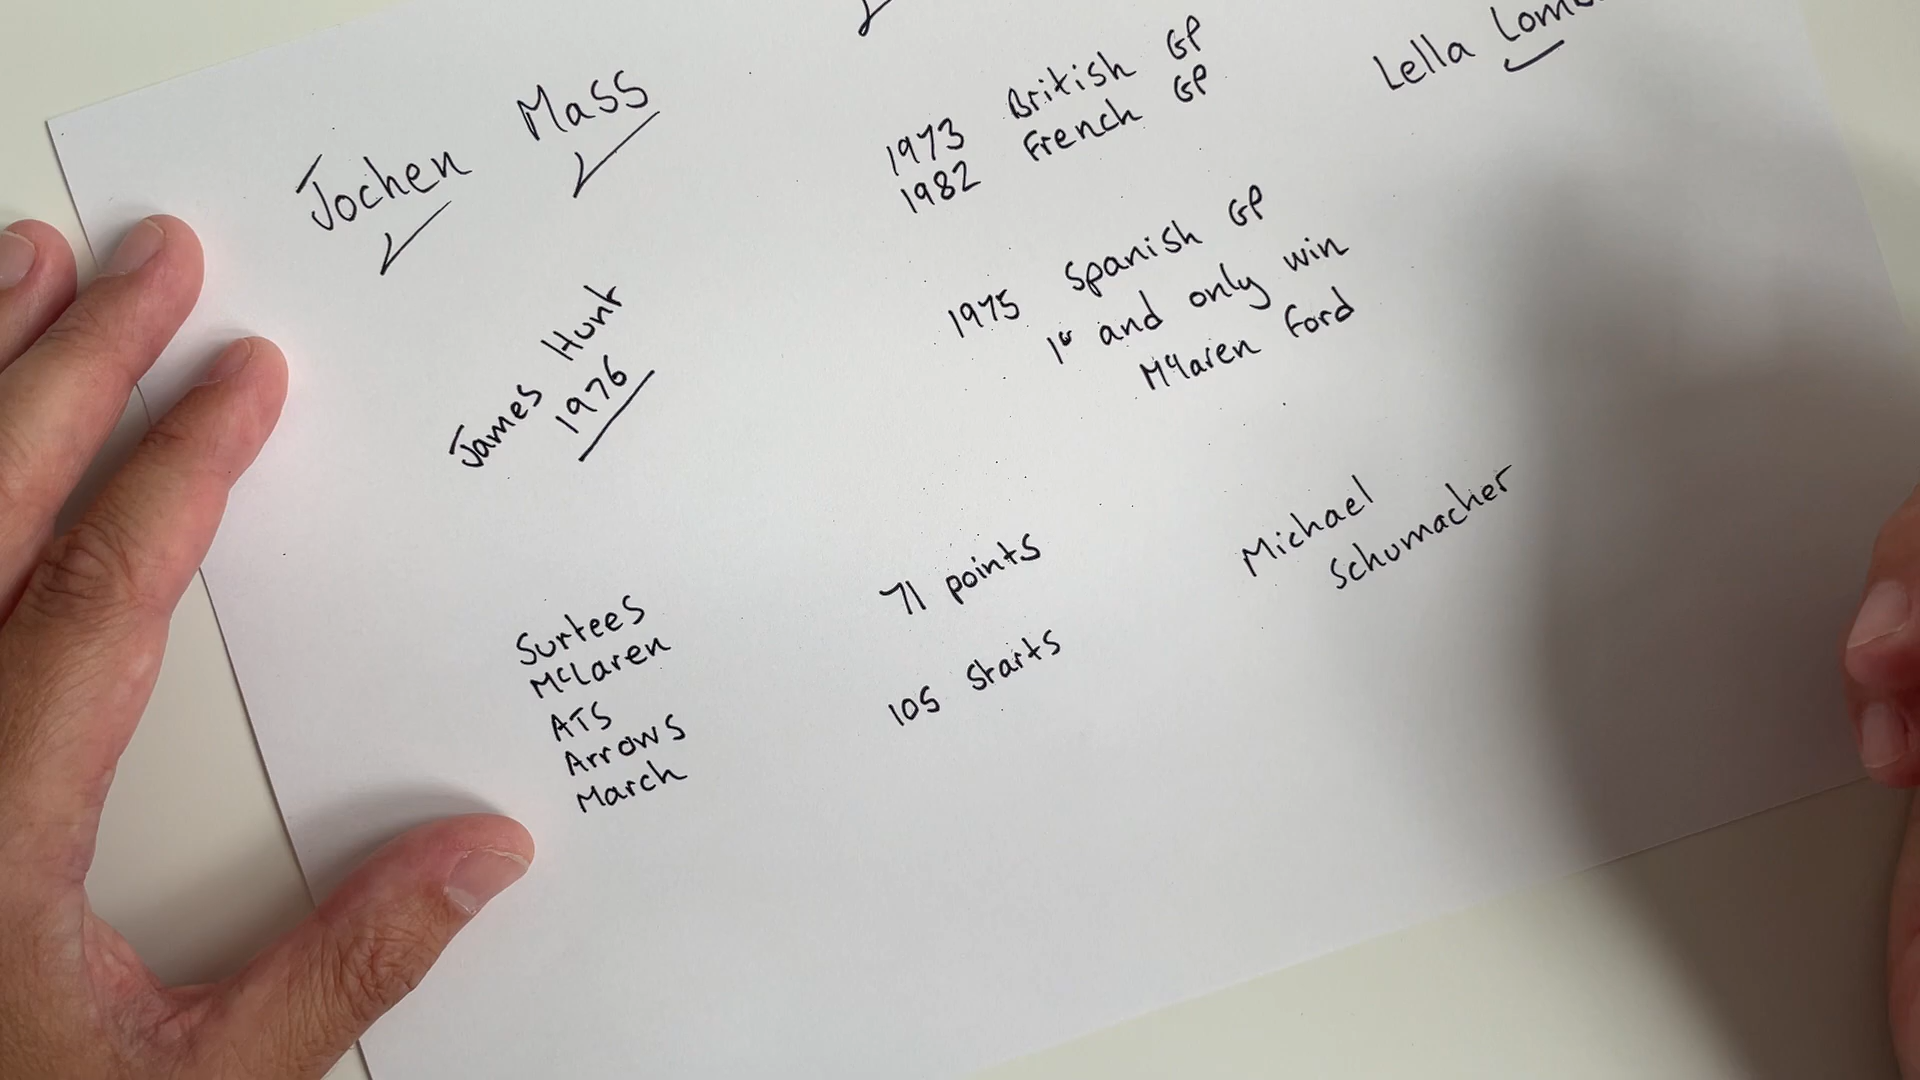 Jochen Mass
1973 British GP
1982 French GP
Lella
James Hunt
1976
1975 Spanish GP
1st and only win
McLaren Ford
Surtees
McLaren
ATS
Arrows
March
71 points
105 Starts
Michael
Schumacher